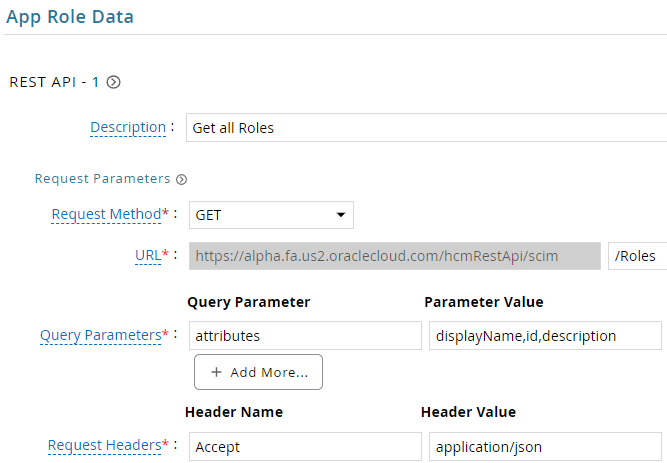 App Role Data
REST API - 1
Description : Get all Roles
Request Parameters
Request Method* : GET
URL* : https://alpha.fa.us2.oraclecloud.com/hcmRestApi/scim /Roles
Query Parameter Parameter Value
Query Parameters* : attributes displayName,id,description
+ Add More...
Header Name Header Value
Request Headers* : Accept application/json